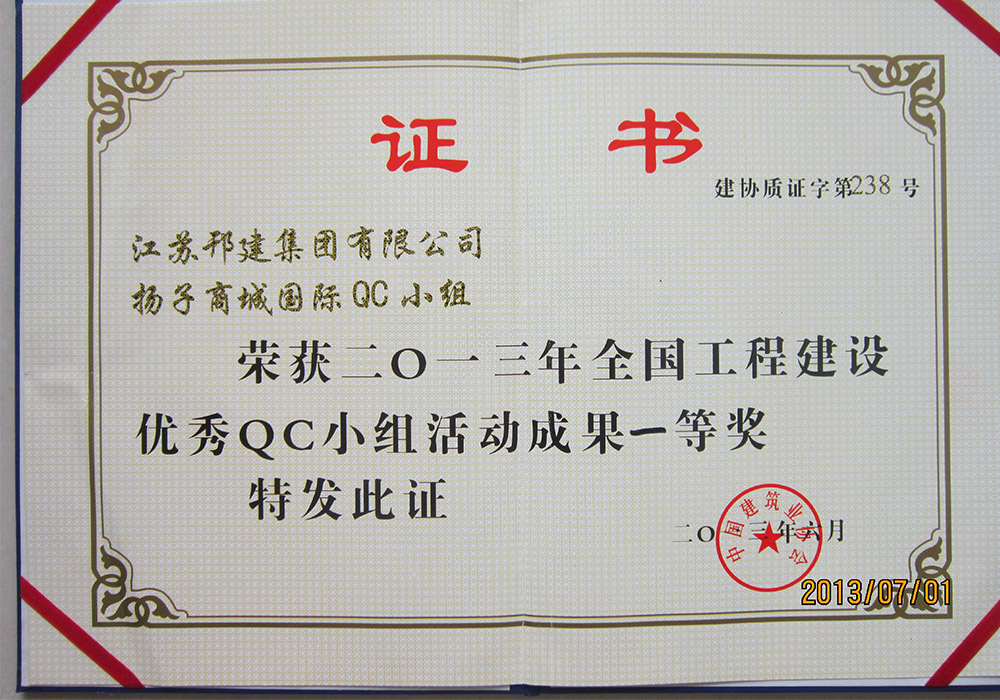 证 书
建协质证字第238号
江苏邗建集团有限公司
扬子商城国际QC小组
荣获二O一三年全国工程建设
优秀QC小组活动成果一等奖
特发此证
二O一三年六月
中国建筑业协会
2013/07/01